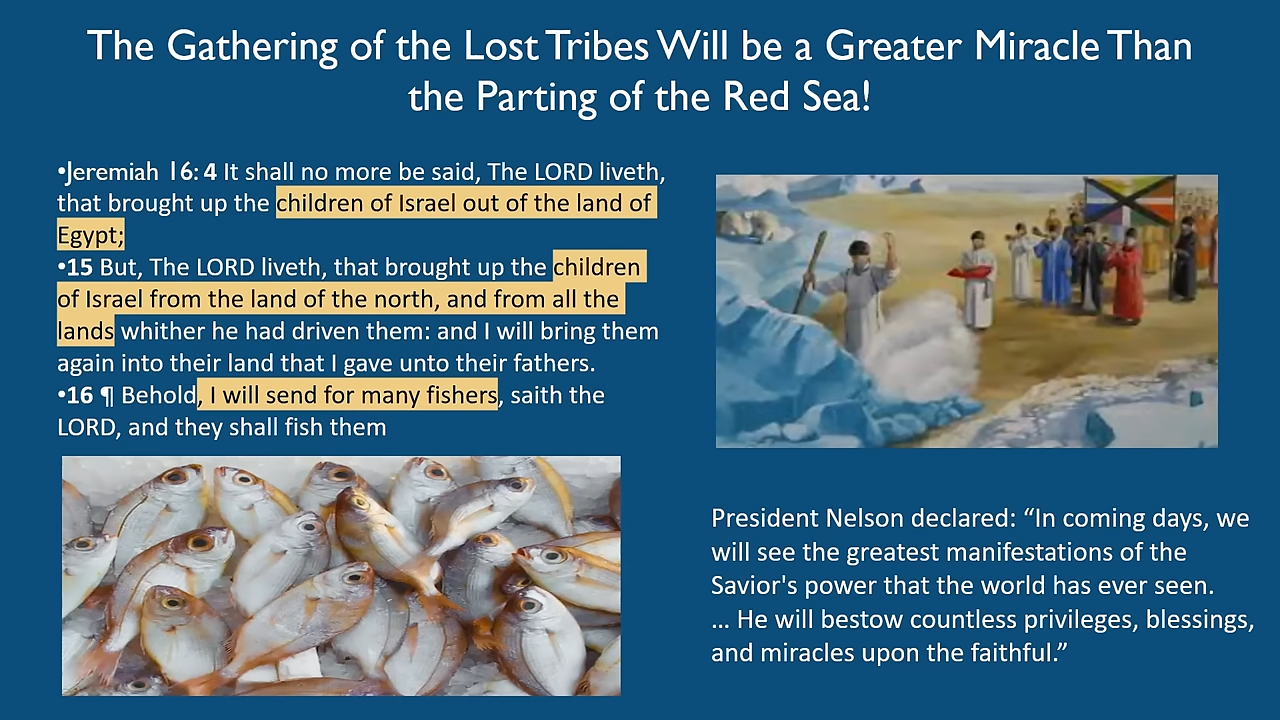 The Gathering of the Lost Tribes Will be a Greater Miracle Than
the Parting of the Red Sea!
•Jeremiah 16: 4 It shall no more be said, The LORD liveth,
that brought up the children of Israel out of the land of
Egypt;
•15 But, The LORD liveth, that brought up the children
of Israel from the land of the north, and from all the
lands whither he had driven them: and I will bring them
again into their land that I gave unto their fathers.
•16 ¶ Behold, I will send for many fishers, saith the
LORD, and they shall fish them
President Nelson declared: “In coming days, we
will see the greatest manifestations of the
Savior's power that the world has ever seen.
... He will bestow countless privileges, blessings,
and miracles upon the faithful.”